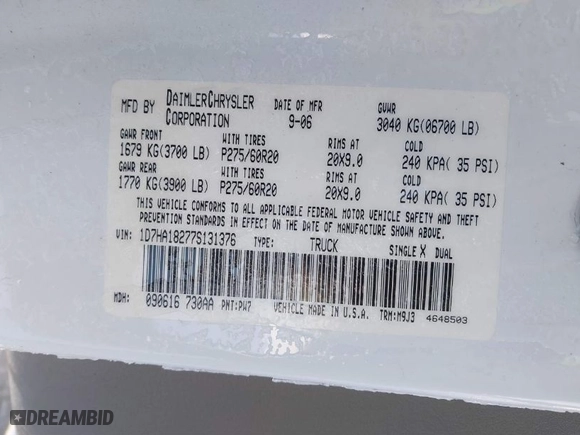 MFD BY DAIMLERCHRYSLER CORPORATION DATE OF MFR 9-06 GVWR 3040 KG(06700 LB)
GAWR FRONT WITH TIRES RIMS AT COLD
1679 KG(3700 LB) P275/60R20 20X9.0 240 KPA( 35 PSI)
GAWR REAR WITH TIRES RIMS AT COLD
1770 KG(3900 LB) P275/60R20 20X9.0 240 KPA( 35 PSI)
THIS VEHICLE CONFORMS TO ALL APPLICABLE FEDERAL MOTOR VEHICLE SAFETY AND THEFT
PREVENTION STANDARDS IN EFFECT ON THE DATE OF MANUFACTURE SHOWN ABOVE.
VIN: 1D7HA18277S131376 TYPE: TRUCK SINGLE X DUAL
MDH: 090616 730AA PNT:PW7 VEHICLE MADE IN U.S.A. TRM:M9J3 4648503
DREAMBID